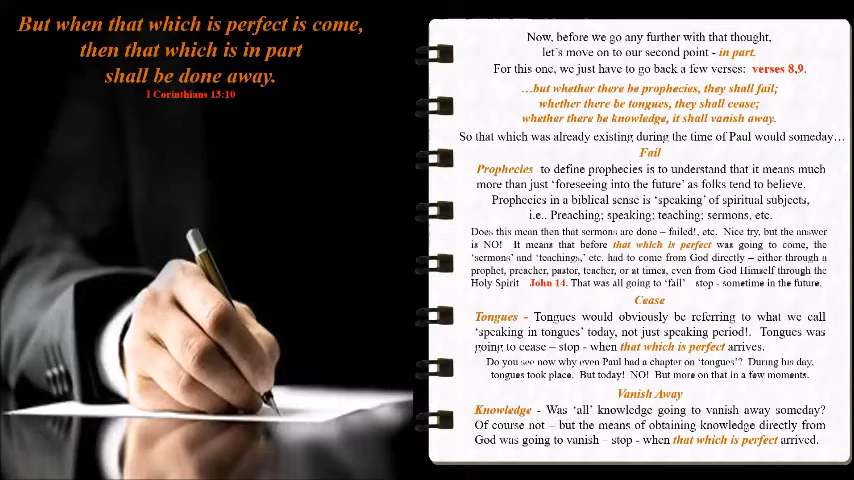 But when that which is perfect is come,
then that which is in part
shall be done away.
I Corinthians 13:10
Now, before we go any further with that thought,
let's move on to our second point - in part.
For this one, we just have to go back a few verses: verses 8,9.
…but whether there be prophecies, they shall fail;
whether there be tongues, they shall cease;
whether there be knowledge, it shall vanish away.
So that which was already existing during the time of Paul would someday…
Fail
Prophecies to define prophecies is to understand that it means much
more than just 'foreseeing into the future' as folks tend to believe.
Prophecies in a biblical sense is 'speaking' of spiritual subjects,
i.e., Preaching; speaking; teaching; sermons, etc.
Does this mean then that sermons are done – failed!, etc. Nice try, but the answer
is NO! It means that before that which is perfect was going to come, the
'sermons' and 'teachings,' etc. had to come from God directly – either through a
prophet, preacher, pastor, teacher, or at times, even from God Himself through the
Holy Spirit John 14. That was all going to 'fail' stop - sometime in the future.
Cease
Tongues - Tongues would obviously be referring to what we call
'speaking in tongues' today, not just speaking period!. Tongues was
going to cease – stop - when that which is perfect arrives.
Do you see now why even Paul had a chapter on 'tongues'? During his day,
tongues took place. But today! NO! But more on that in a few moments.
Vanish Away
Knowledge - Was 'all' knowledge going to vanish away someday?
Of course not – but the means of obtaining knowledge directly from
God was going to vanish – stop - when that which is perfect arrived.